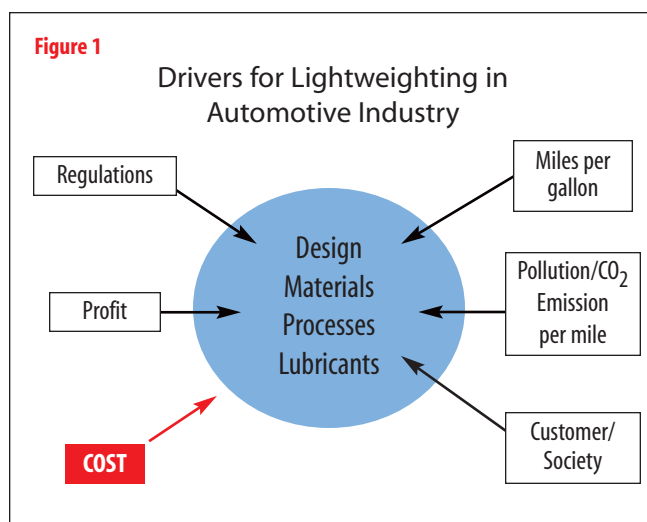 Figure 1
Drivers for Lightweighting in
Automotive Industry
Regulations
Profit
COST
Design
Materials
Processes
Lubricants
Miles per
gallon
Pollution/CO₂
Emission
per mile
Customer/
Society